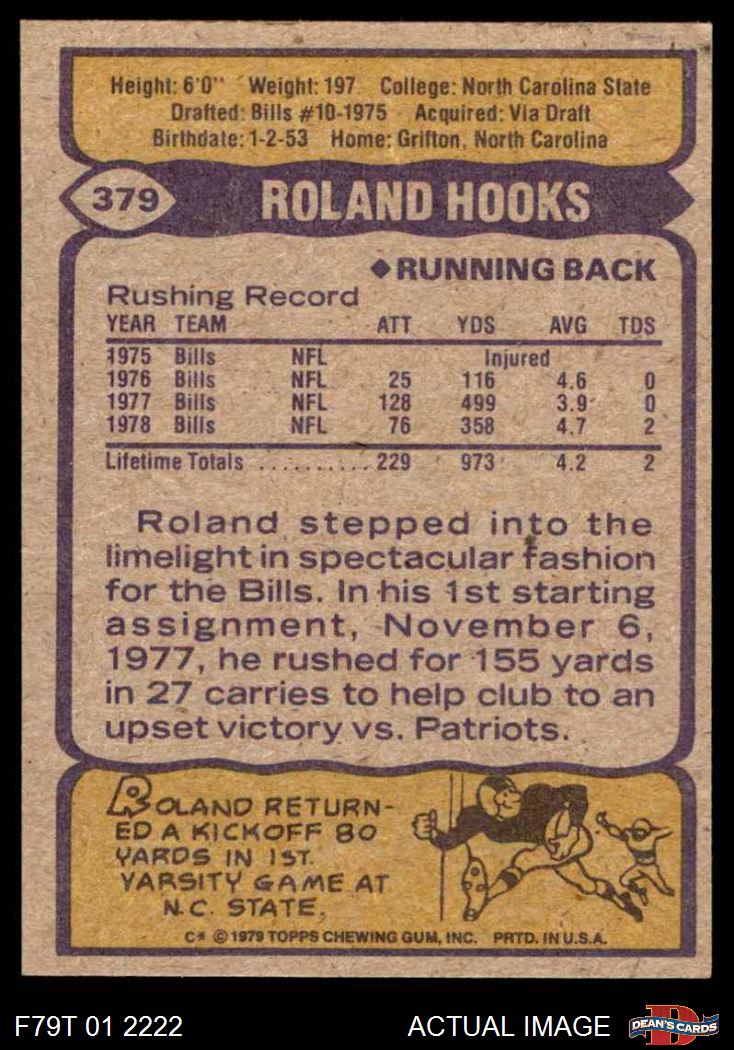 Height: 6'0" Weight: 197 College: North Carolina State
Drafted: Bills #10-1975 Acquired: Via Draft
Birthdate: 1-2-53 Home: Grifton, North Carolina
379 ROLAND HOOKS
◆RUNNING BACK
Rushing Record
YEAR TEAM ATT YDS AVG TDS
1975 Bills NFL Injured
1976 Bills NFL 25 116 4.6 0
1977 Bills NFL 128 499 3.9 0
1978 Bills NFL 76 358 4.7 2
Lifetime Totals .......... 229 973 4.2 2
Roland stepped into the
limelight in spectacular fashion
for the Bills. In his 1st starting
assignment, November 6,
1977, he rushed for 155 yards
in 27 carries to help club to an
upset victory vs. Patriots.
ROLAND RETURN-
ED A KICKOFF 80
YARDS IN 1ST.
VARSITY GAME AT
N.C. STATE.
C* © 1979 TOPPS CHEWING GUM, INC. PRTD. IN U.S.A.
F79T 01 2222 ACTUAL IMAGE DEAN'S CARDS